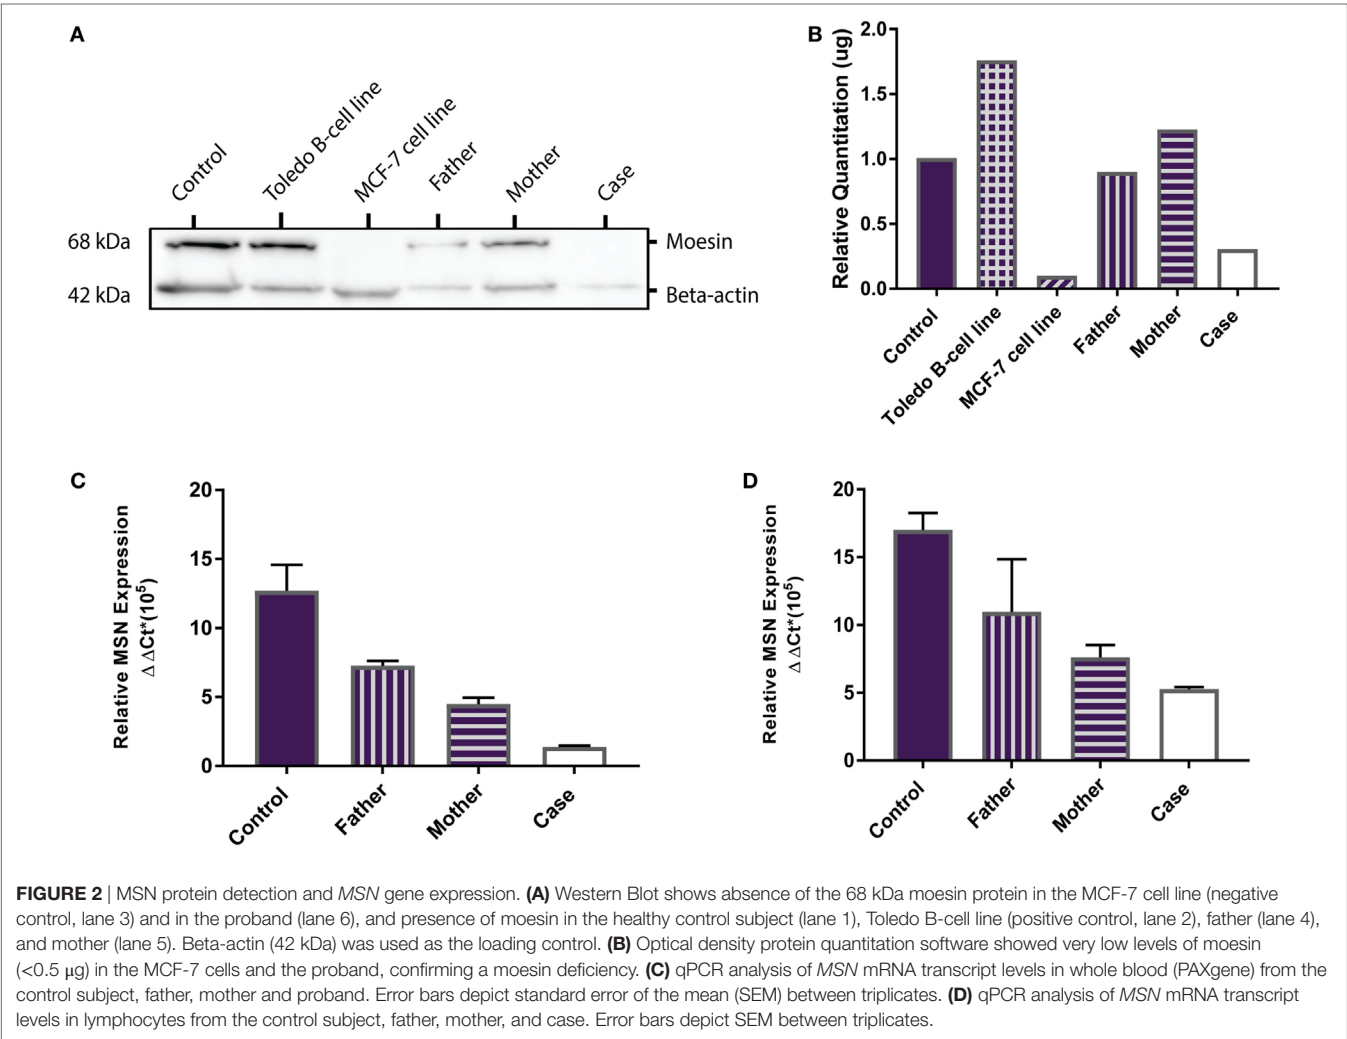 A
Control
Toledo B-cell line
MCF-7 cell line
Father
Mother
Case
68 kDa
Moesin
42 kDa
Beta-actin
B
Relative Quantitation (ug)
2.0
1.5
1.0
0.5
0.0
Control
Toledo B-cell line
MCF-7 cell line
Father
Mother
Case
C
Relative MSN Expression
Δ ΔCt*(10⁵)
20
15
10
5
0
Control
Father
Mother
Case
D
Relative MSN Expression
Δ ΔCt*(10⁵)
20
15
10
5
0
Control
Father
Mother
Case
FIGURE 2 | MSN protein detection and MSN gene expression. (A) Western Blot shows absence of the 68 kDa moesin protein in the MCF-7 cell line (negative
control, lane 3) and in the proband (lane 6), and presence of moesin in the healthy control subject (lane 1), Toledo B-cell line (positive control, lane 2), father (lane 4),
and mother (lane 5). Beta-actin (42 kDa) was used as the loading control. (B) Optical density protein quantitation software showed very low levels of moesin
(<0.5 μg) in the MCF-7 cells and the proband, confirming a moesin deficiency. (C) qPCR analysis of MSN mRNA transcript levels in whole blood (PAXgene) from the
control subject, father, mother and proband. Error bars depict standard error of the mean (SEM) between triplicates. (D) qPCR analysis of MSN mRNA transcript
levels in lymphocytes from the control subject, father, mother, and case. Error bars depict SEM between triplicates.